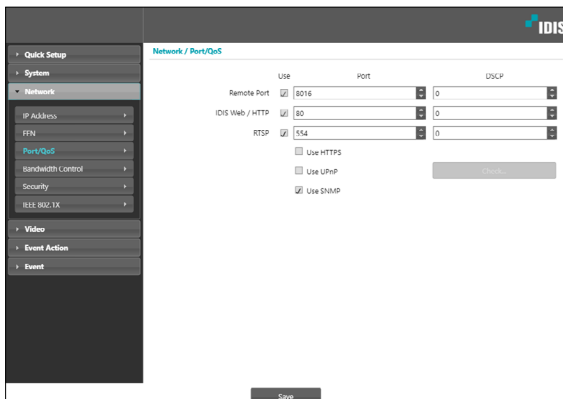 IDIS
Quick Setup
System
Network
IP Address
FEN
Port/QoS
Bandwidth Control
Security
IEEE 802.1X
Video
Event Action
Event
Network / Port/QoS
Use Port DSCP
Remote Port 8016 0
IDIS Web / HTTP 80 0
RTSP 554 0
Use HTTPS
Use UPnP Check...
Use SNMP
Save